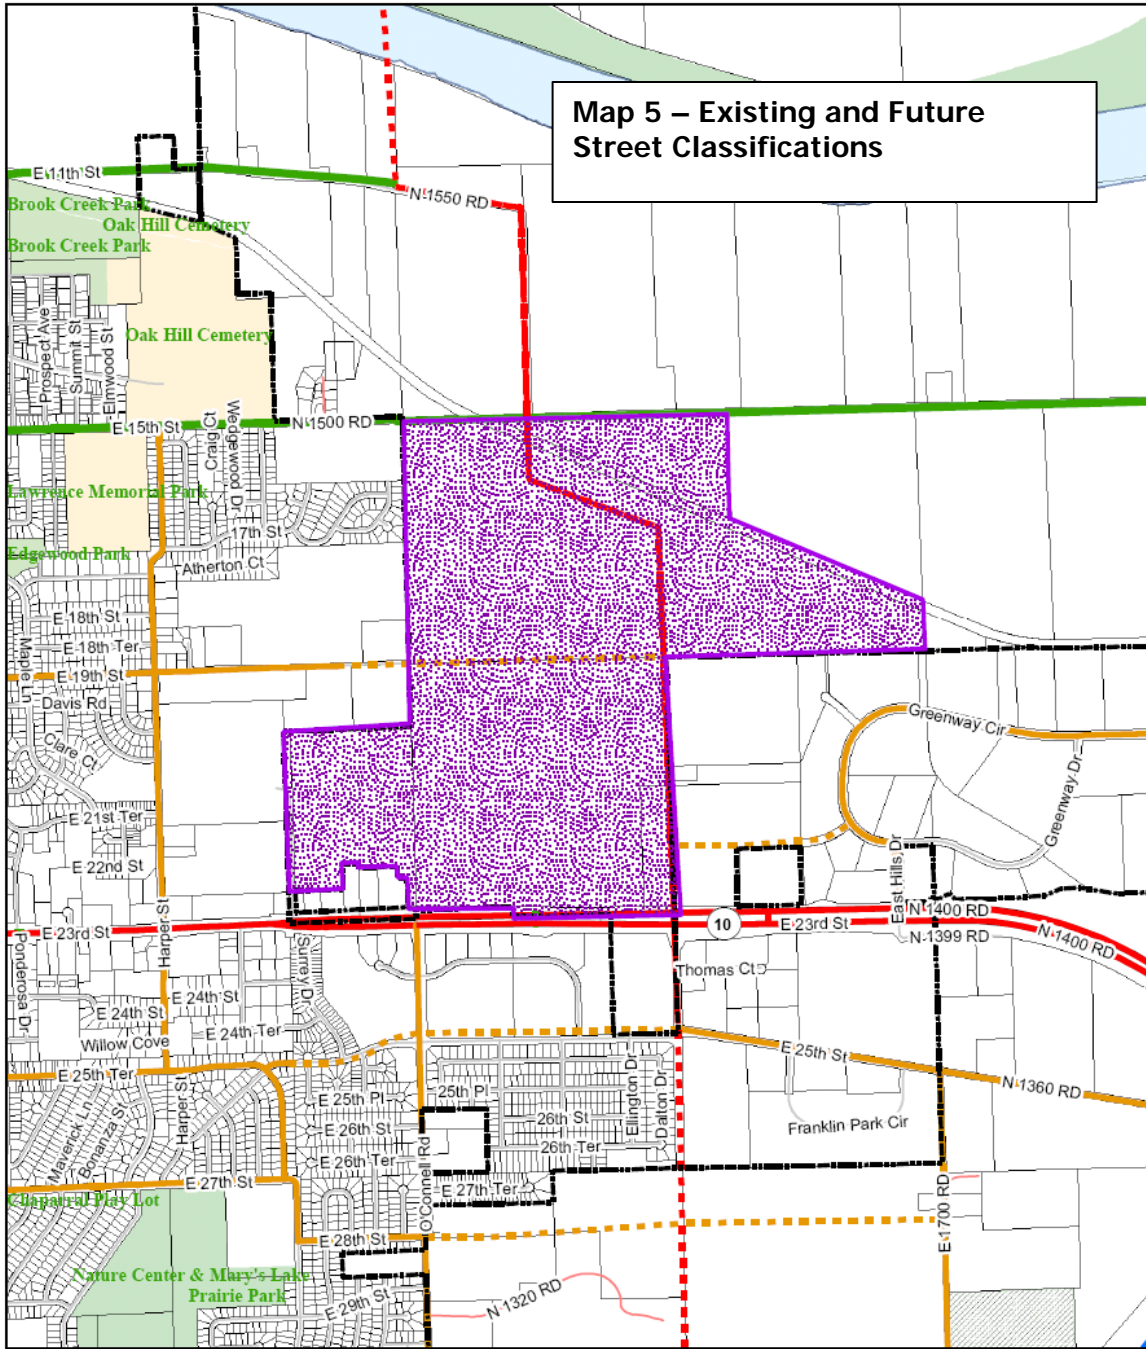 Map 5 – Existing and Future
Street Classifications
E 11th St
N 1550 RD
Brook Creek Park
Oak Hill Cemetery
Brook Creek Park
Prospect Ave
Summit St
Elmwood St
Oak Hill Cemetery
E 15th St
Craig Ct
Wedgewood Dr
N 1500 RD
Lawrence Memorial Park
17th St
Edgewood Park
Atherton Ct
E 18th St
E 18th Ter
Maple Ln
E 19th St
Davis Rd
Clare Ct
Greenway Cir
Greenway Dr
E 21st Ter
E 22nd St
East Hills Dr
Harper St
N 1400 RD
10
E 23rd St
E 23rd St
N 1399 RD
N 1400 RD
Ponderosa Dr
Surrey Dr
Thomas Ct
E 24th St
E 24th St
E 24th Ter
Willow Cove
E 25th St
E 25th Ter
N 1360 RD
Maverick Ln
Bonanza St
Harper St
E 25th Pl
25th Pl
Ellington Dr
Dalton Dr
E 26th St
26th St
Franklin Park Cir
E 26th Ter
26th Ter
O'Connell Rd
E 27th St
E 27th Ter
Chaparral Play Lot
E 1700 RD
E 28th St
Nature Center & Mary's Lake
Prairie Park
E 29th St
N 1320 RD